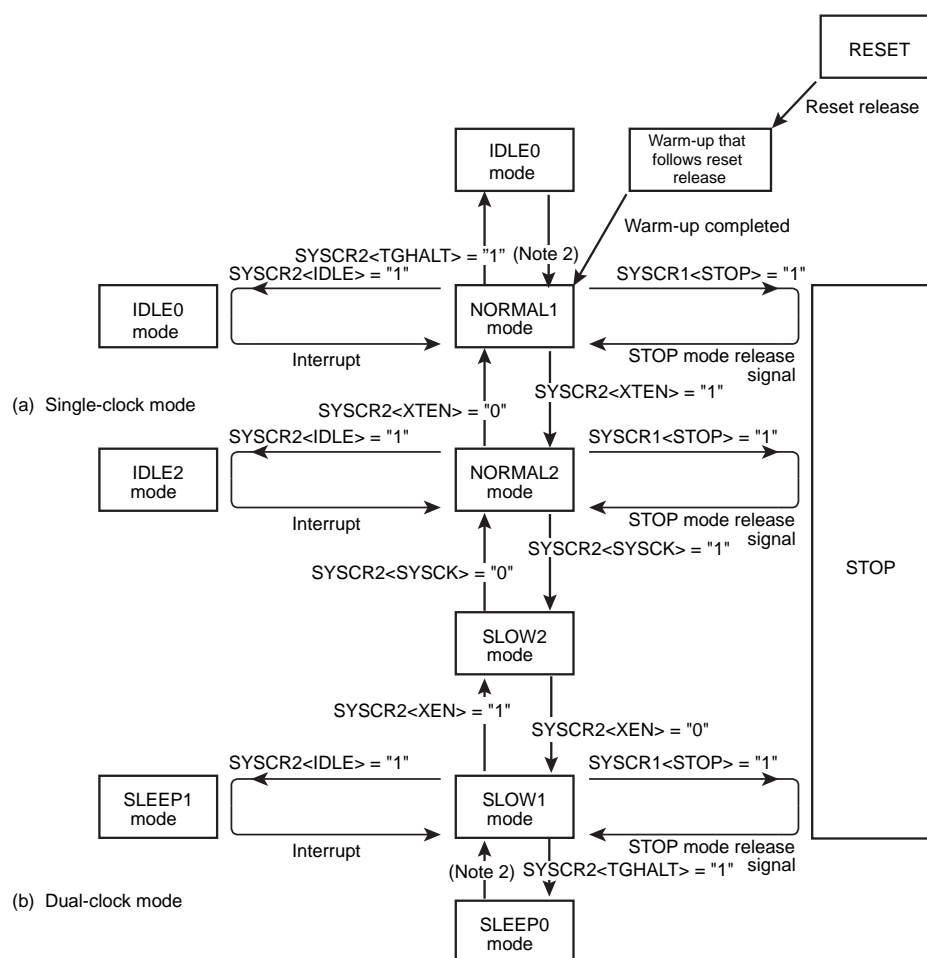 RESET
Reset release
Warm-up that
follows reset
release
IDLE0
mode
Warm-up completed
SYSCR2<TGHALT> = "1"
(Note 2)
SYSCR2<IDLE> = "1"
SYSCR1<STOP> = "1"
IDLE0
mode
NORMAL1
mode
Interrupt
STOP mode release
signal
(a) Single-clock mode
SYSCR2<XTEN> = "0"
SYSCR2<XTEN> = "1"
SYSCR2<IDLE> = "1"
SYSCR1<STOP> = "1"
IDLE2
mode
NORMAL2
mode
Interrupt
STOP mode release
signal
SYSCR2<SYSCK> = "1"
SYSCR2<SYSCK> = "0"
STOP
SLOW2
mode
SYSCR2<XEN> = "1"
SYSCR2<XEN> = "0"
SYSCR2<IDLE> = "1"
SYSCR1<STOP> = "1"
SLEEP1
mode
SLOW1
mode
Interrupt
STOP mode release
signal
(Note 2)
SYSCR2<TGHALT> = "1"
(b) Dual-clock mode
SLEEP0
mode